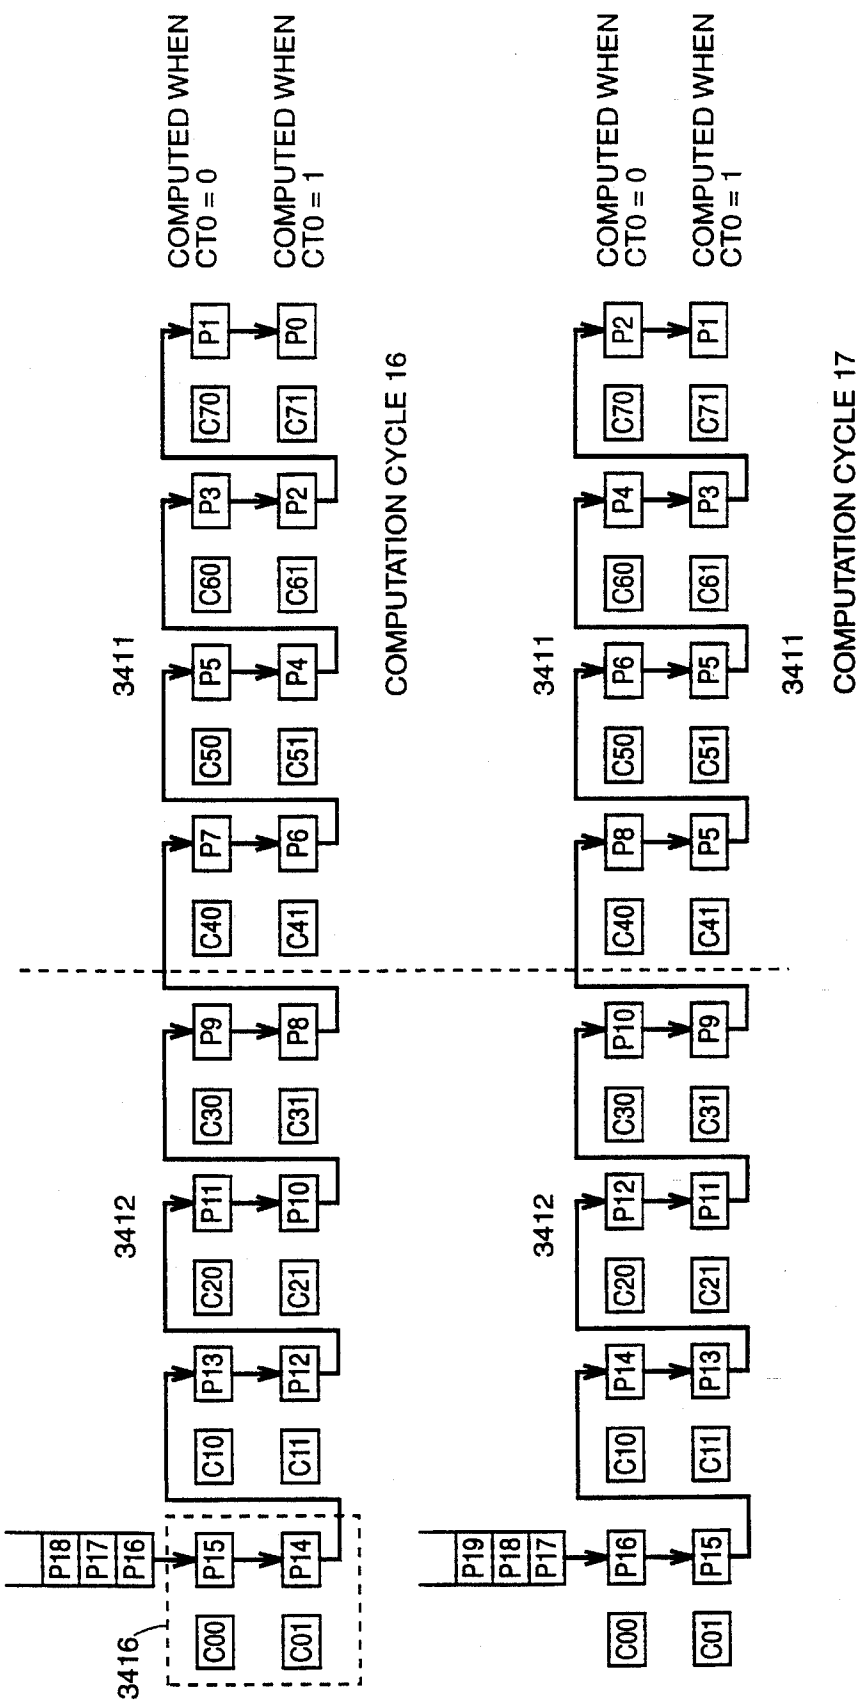 3416
P18
P17
P16
3412
3411
C00 P15 C10 P13 C20 P11 C30 P9 C40 P7 C50 P5 C60 P3 C70 P1
COMPUTED WHEN
CT0 = 0
C01 P14 C11 P12 C21 P10 C31 P8 C41 P6 C51 P4 C61 P2 C71 P0
COMPUTED WHEN
CT0 = 1
COMPUTATION CYCLE 16
P19
P18
P17
3412
3411
C00 P16 C10 P14 C20 P12 C30 P10 C40 P8 C50 P6 C60 P4 C70 P2
COMPUTED WHEN
CT0 = 0
C01 P15 C11 P13 C21 P11 C31 P9 C41 P5 C51 P5 C61 P3 C71 P1
COMPUTED WHEN
CT0 = 1
3411
COMPUTATION CYCLE 17